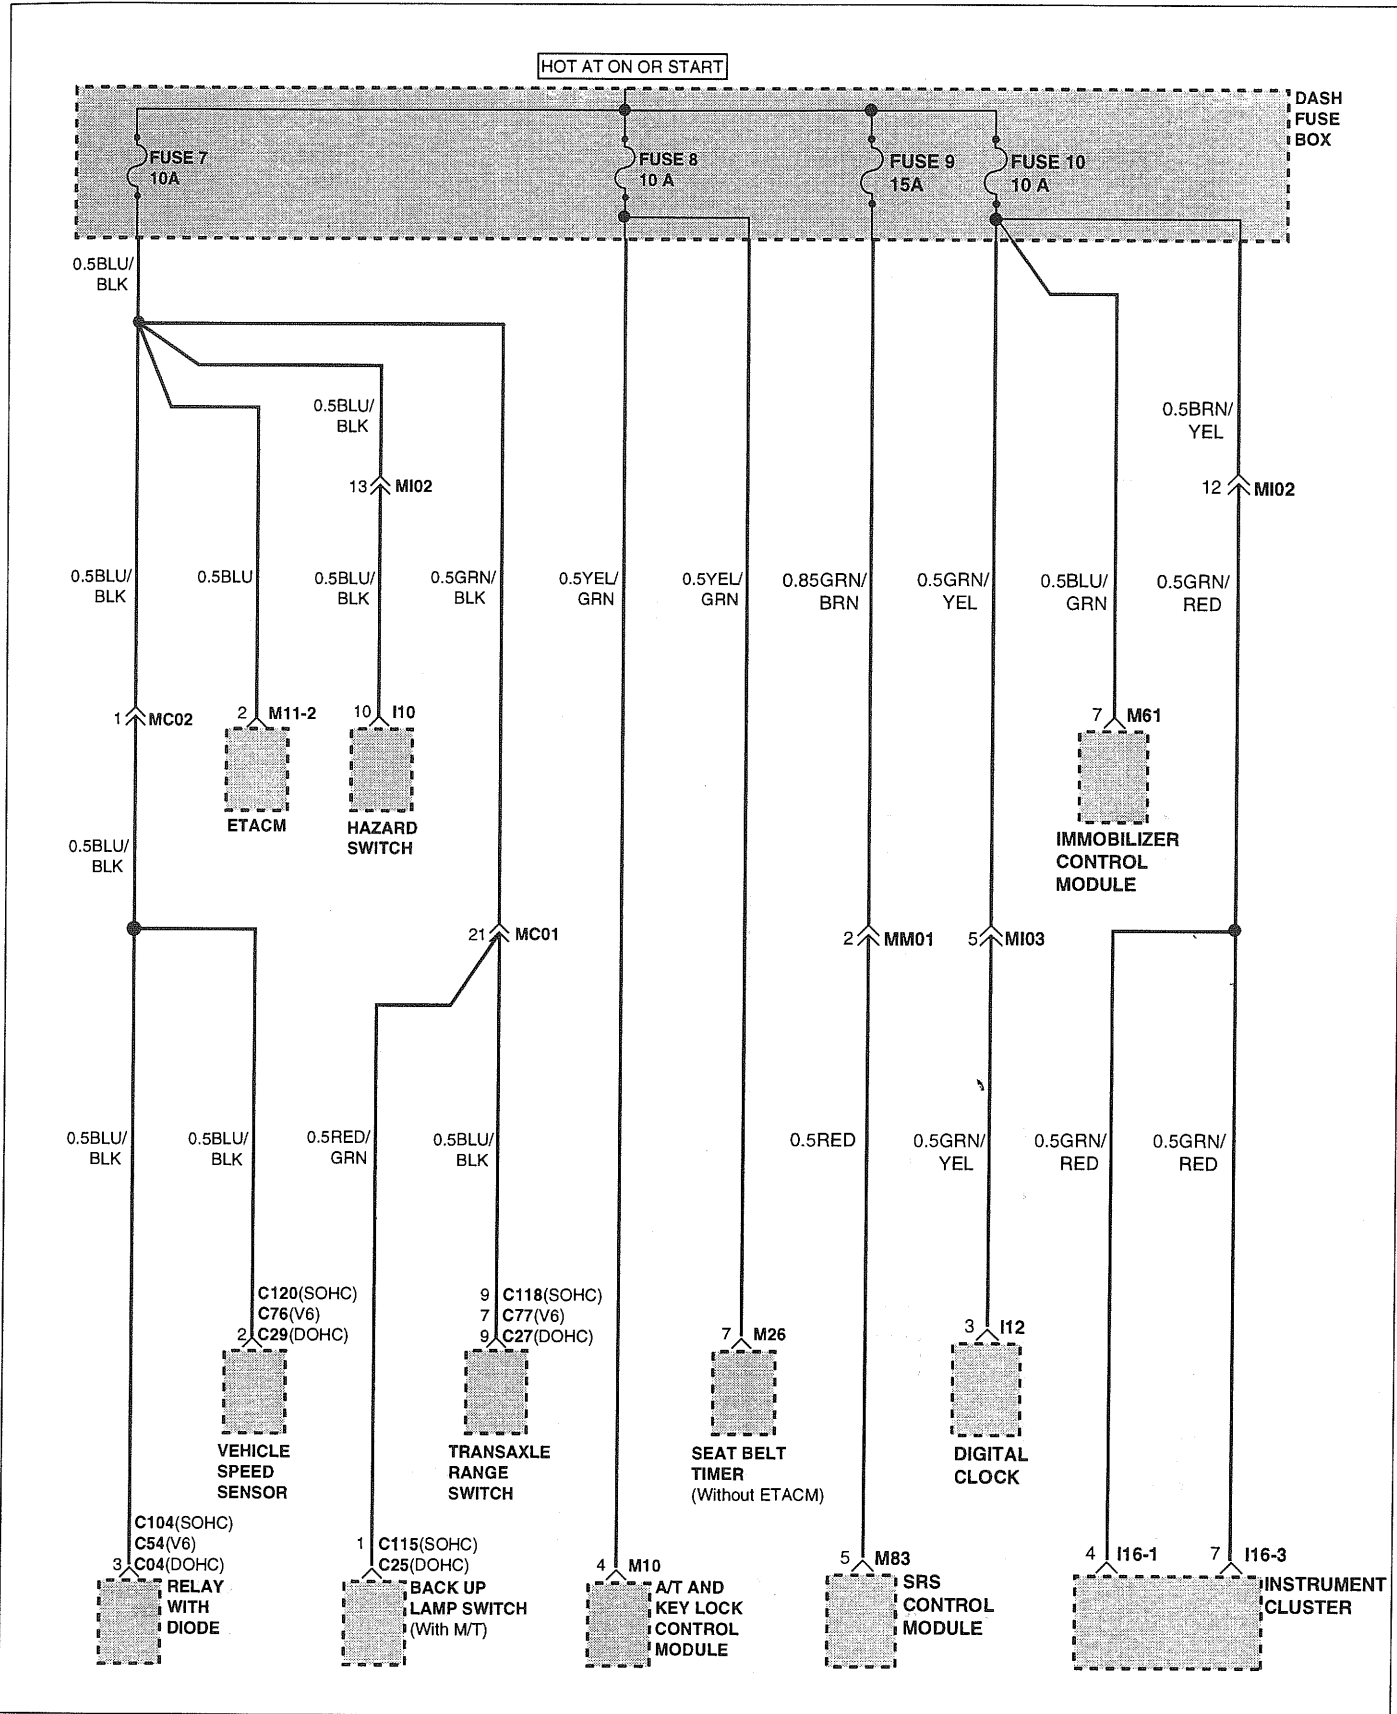 HOT AT ON OR START
DASH
FUSE
BOX
FUSE 7
10A
FUSE 8
10 A
FUSE 9
15A
FUSE 10
10 A
0.5BLU/
BLK
0.5BLU/
BLK
0.5BRN/
YEL
13 MI02
12 MI02
0.5BLU/
BLK
0.5BLU
0.5BLU/
BLK
0.5GRN/
BLK
0.5YEL/
GRN
0.5YEL/
GRN
0.85GRN/
BRN
0.5GRN/
YEL
0.5BLU/
GRN
0.5GRN/
RED
1 MC02
2 M11-2
10 I10
7 M61
ETACM
HAZARD
SWITCH
IMMOBILIZER
CONTROL
MODULE
0.5BLU/
BLK
21 MC01
2 MM01
5 MI03
0.5BLU/
BLK
0.5BLU/
BLK
0.5RED/
GRN
0.5BLU/
BLK
0.5RED
0.5GRN/
YEL
0.5GRN/
RED
0.5GRN/
RED
C120(SOHC)
C76(V6)
2 C29(DOHC)
9 C118(SOHC)
7 C77(V6)
9 C27(DOHC)
7 M26
3 I12
VEHICLE
SPEED
SENSOR
TRANSAXLE
RANGE
SWITCH
SEAT BELT
TIMER
(Without ETACM)
DIGITAL
CLOCK
C104(SOHC)
C54(V6)
3 C04(DOHC)
1 C115(SOHC)
C25(DOHC)
4 M10
5 M83
4 I16-1
7 I16-3
RELAY
WITH
DIODE
BACK UP
LAMP SWITCH
(With M/T)
A/T AND
KEY LOCK
CONTROL
MODULE
SRS
CONTROL
MODULE
INSTRUMENT
CLUSTER